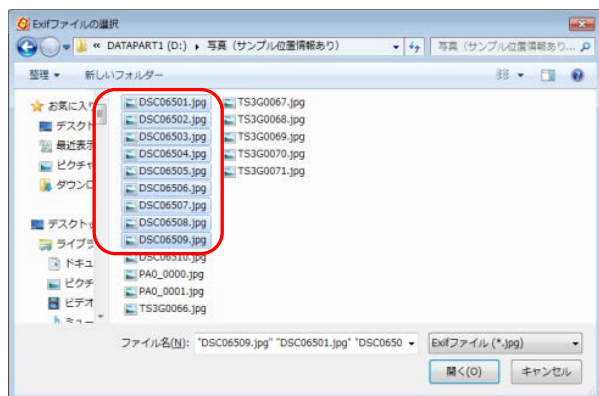 Exifファイルの選択
« DATAPART1 (D:) ▸ 写真（サンプル位置情報あり）
写真（サンプル位置情報あり...
整理 ▼ 新しいフォルダー
お気に入り
デスクト
最近表示
ピクチャ
ダウンロ
デスクト
ライブラ
ドキュ
ピクチ
ビデオ
ミュー
DSC06501.jpg
DSC06502.jpg
DSC06503.jpg
DSC06504.jpg
DSC06505.jpg
DSC06506.jpg
DSC06507.jpg
DSC06508.jpg
DSC06509.jpg
DSC06510.jpg
PA0_0000.jpg
PA0_0001.jpg
TS3G0066.jpg
TS3G0067.jpg
TS3G0068.jpg
TS3G0069.jpg
TS3G0070.jpg
TS3G0071.jpg
ファイル名(N): "DSC06509.jpg" "DSC06501.jpg" "DSC0650
Exifファイル (*.jpg)
開く(O) キャンセル